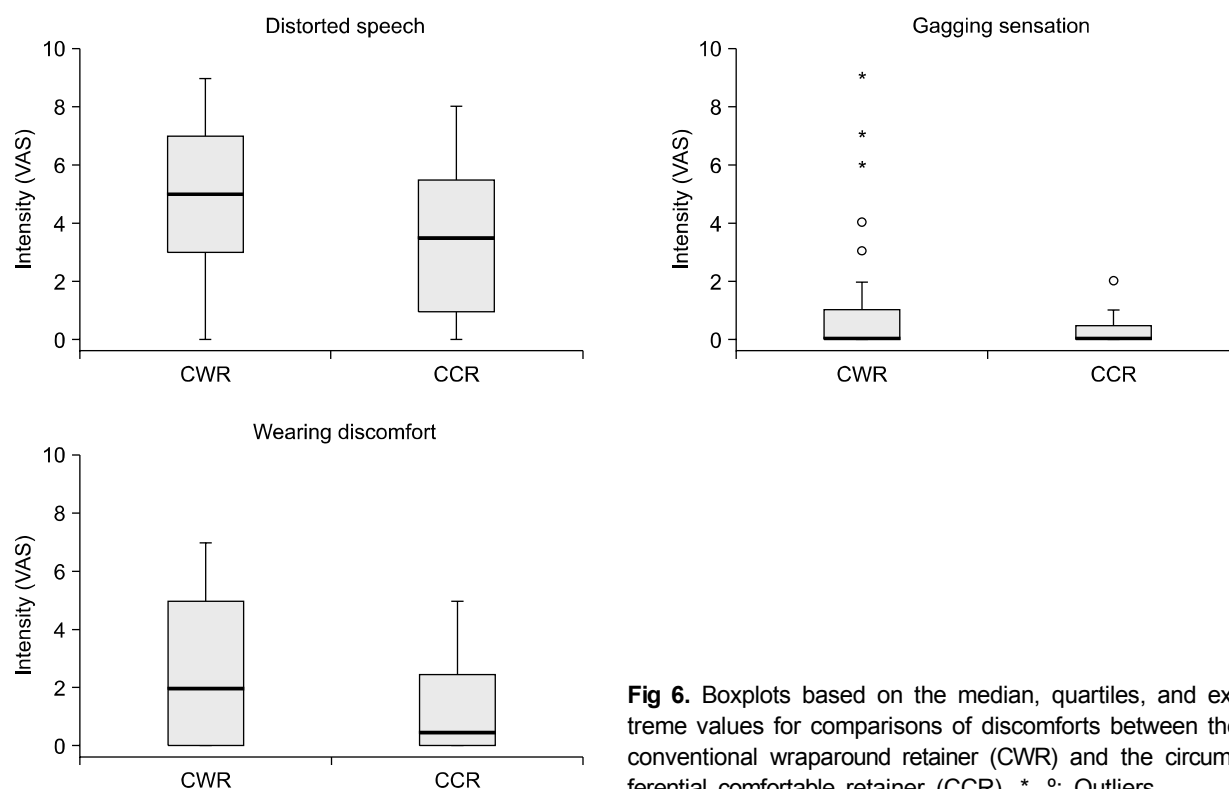 Distorted speech
10
8
6
4
2
0
Intensity (VAS)
CWR CCR
Gagging sensation
10
8
6
4
2
0
Intensity (VAS)
* 
* 
* 
CWR CCR
Wearing discomfort
10
8
6
4
2
0
Intensity (VAS)
CWR CCR
Fig 6. Boxplots based on the median, quartiles, and ex
treme values for comparisons of discomforts between the
conventional wraparound retainer (CWR) and the circum
ferential comfortable retainer (CCR). *, º: Outliers.